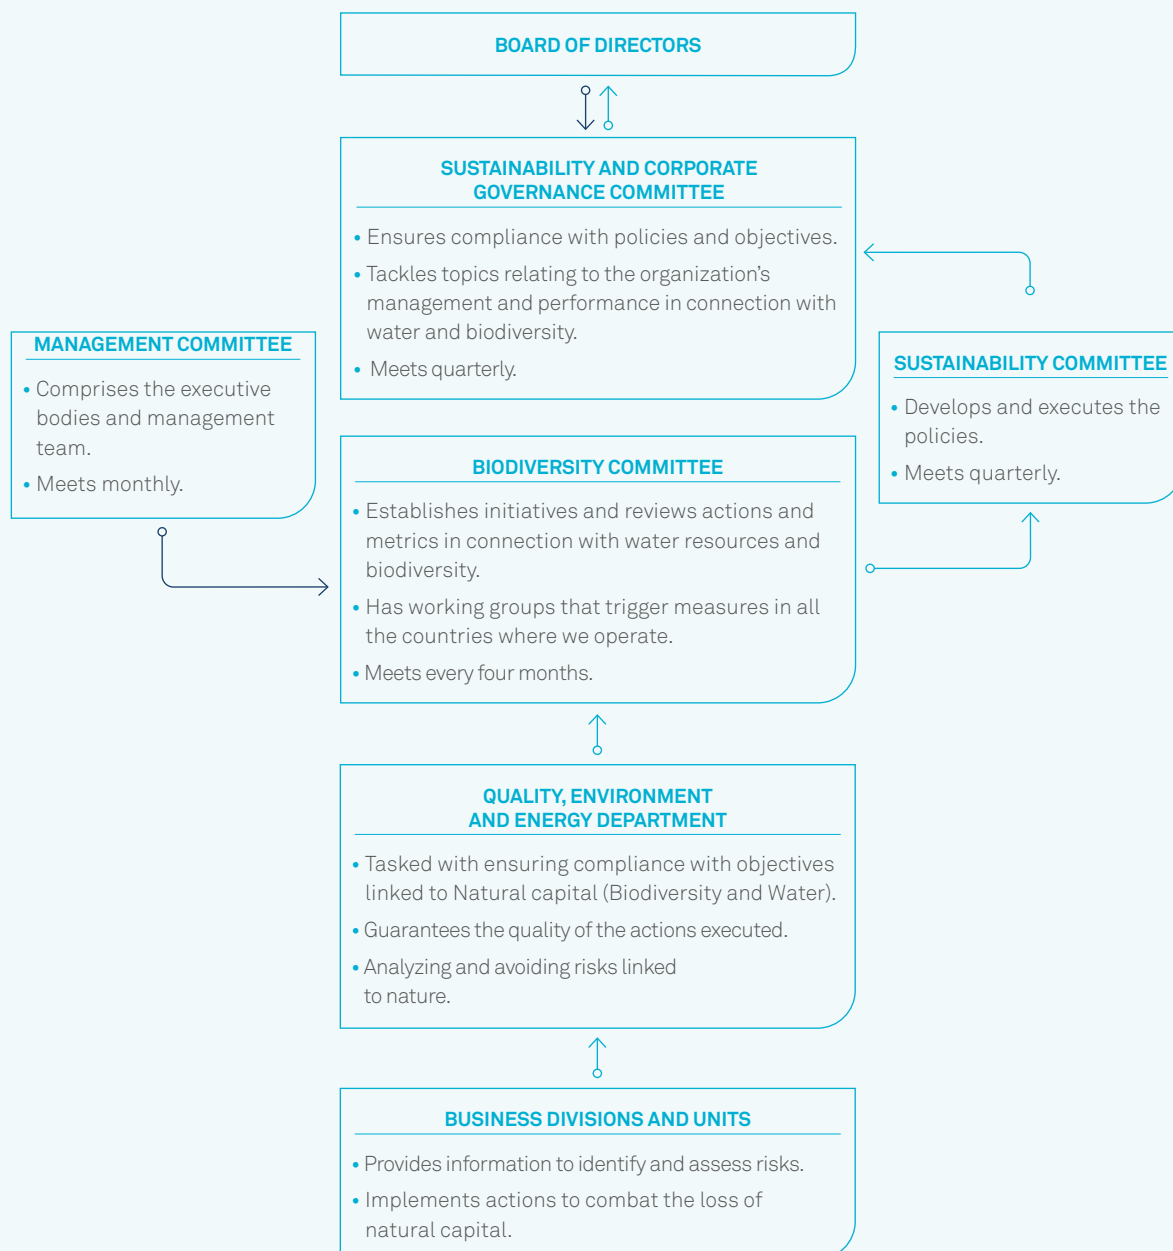 BOARD OF DIRECTORS
SUSTAINABILITY AND CORPORATE
GOVERNANCE COMMITTEE
• Ensures compliance with policies and objectives.
• Tackles topics relating to the organization’s
management and performance in connection with
water and biodiversity.
• Meets quarterly.
MANAGEMENT COMMITTEE
• Comprises the executive
bodies and management
team.
• Meets monthly.
SUSTAINABILITY COMMITTEE
• Develops and executes the
policies.
• Meets quarterly.
BIODIVERSITY COMMITTEE
• Establishes initiatives and reviews actions and
metrics in connection with water resources and
biodiversity.
• Has working groups that trigger measures in all
the countries where we operate.
• Meets every four months.
QUALITY, ENVIRONMENT
AND ENERGY DEPARTMENT
• Tasked with ensuring compliance with objectives
linked to Natural capital (Biodiversity and Water).
• Guarantees the quality of the actions executed.
• Analyzing and avoiding risks linked
to nature.
BUSINESS DIVISIONS AND UNITS
• Provides information to identify and assess risks.
• Implements actions to combat the loss of
natural capital.